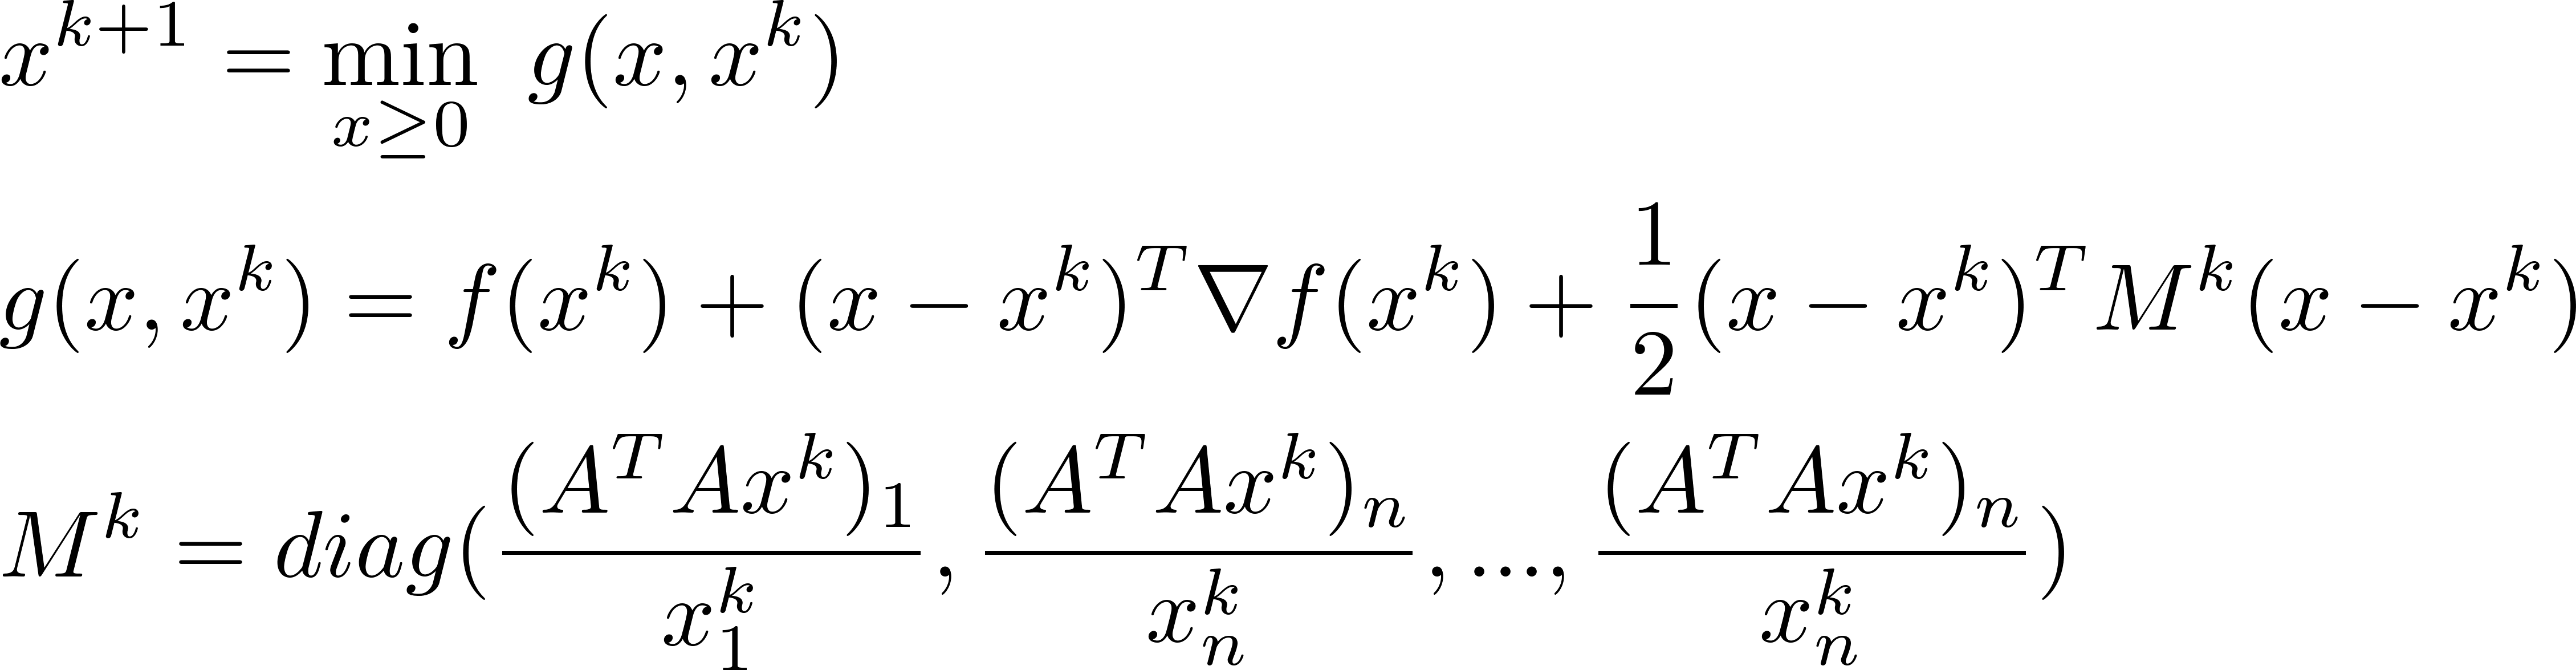 x^{k+1} = \min_{x \geq 0} g(x, x^k)
g(x, x^k) = f(x^k) + (x - x^k)^T \nabla f(x^k) + \frac{1}{2}(x - x^k)^T M^k (x - x^k)
M^k = diag(\frac{(A^T A x^k)_1}{x_1^k}, \frac{(A^T A x^k)_n}{x_n^k}, ..., \frac{(A^T A x^k)_n}{x_n^k})